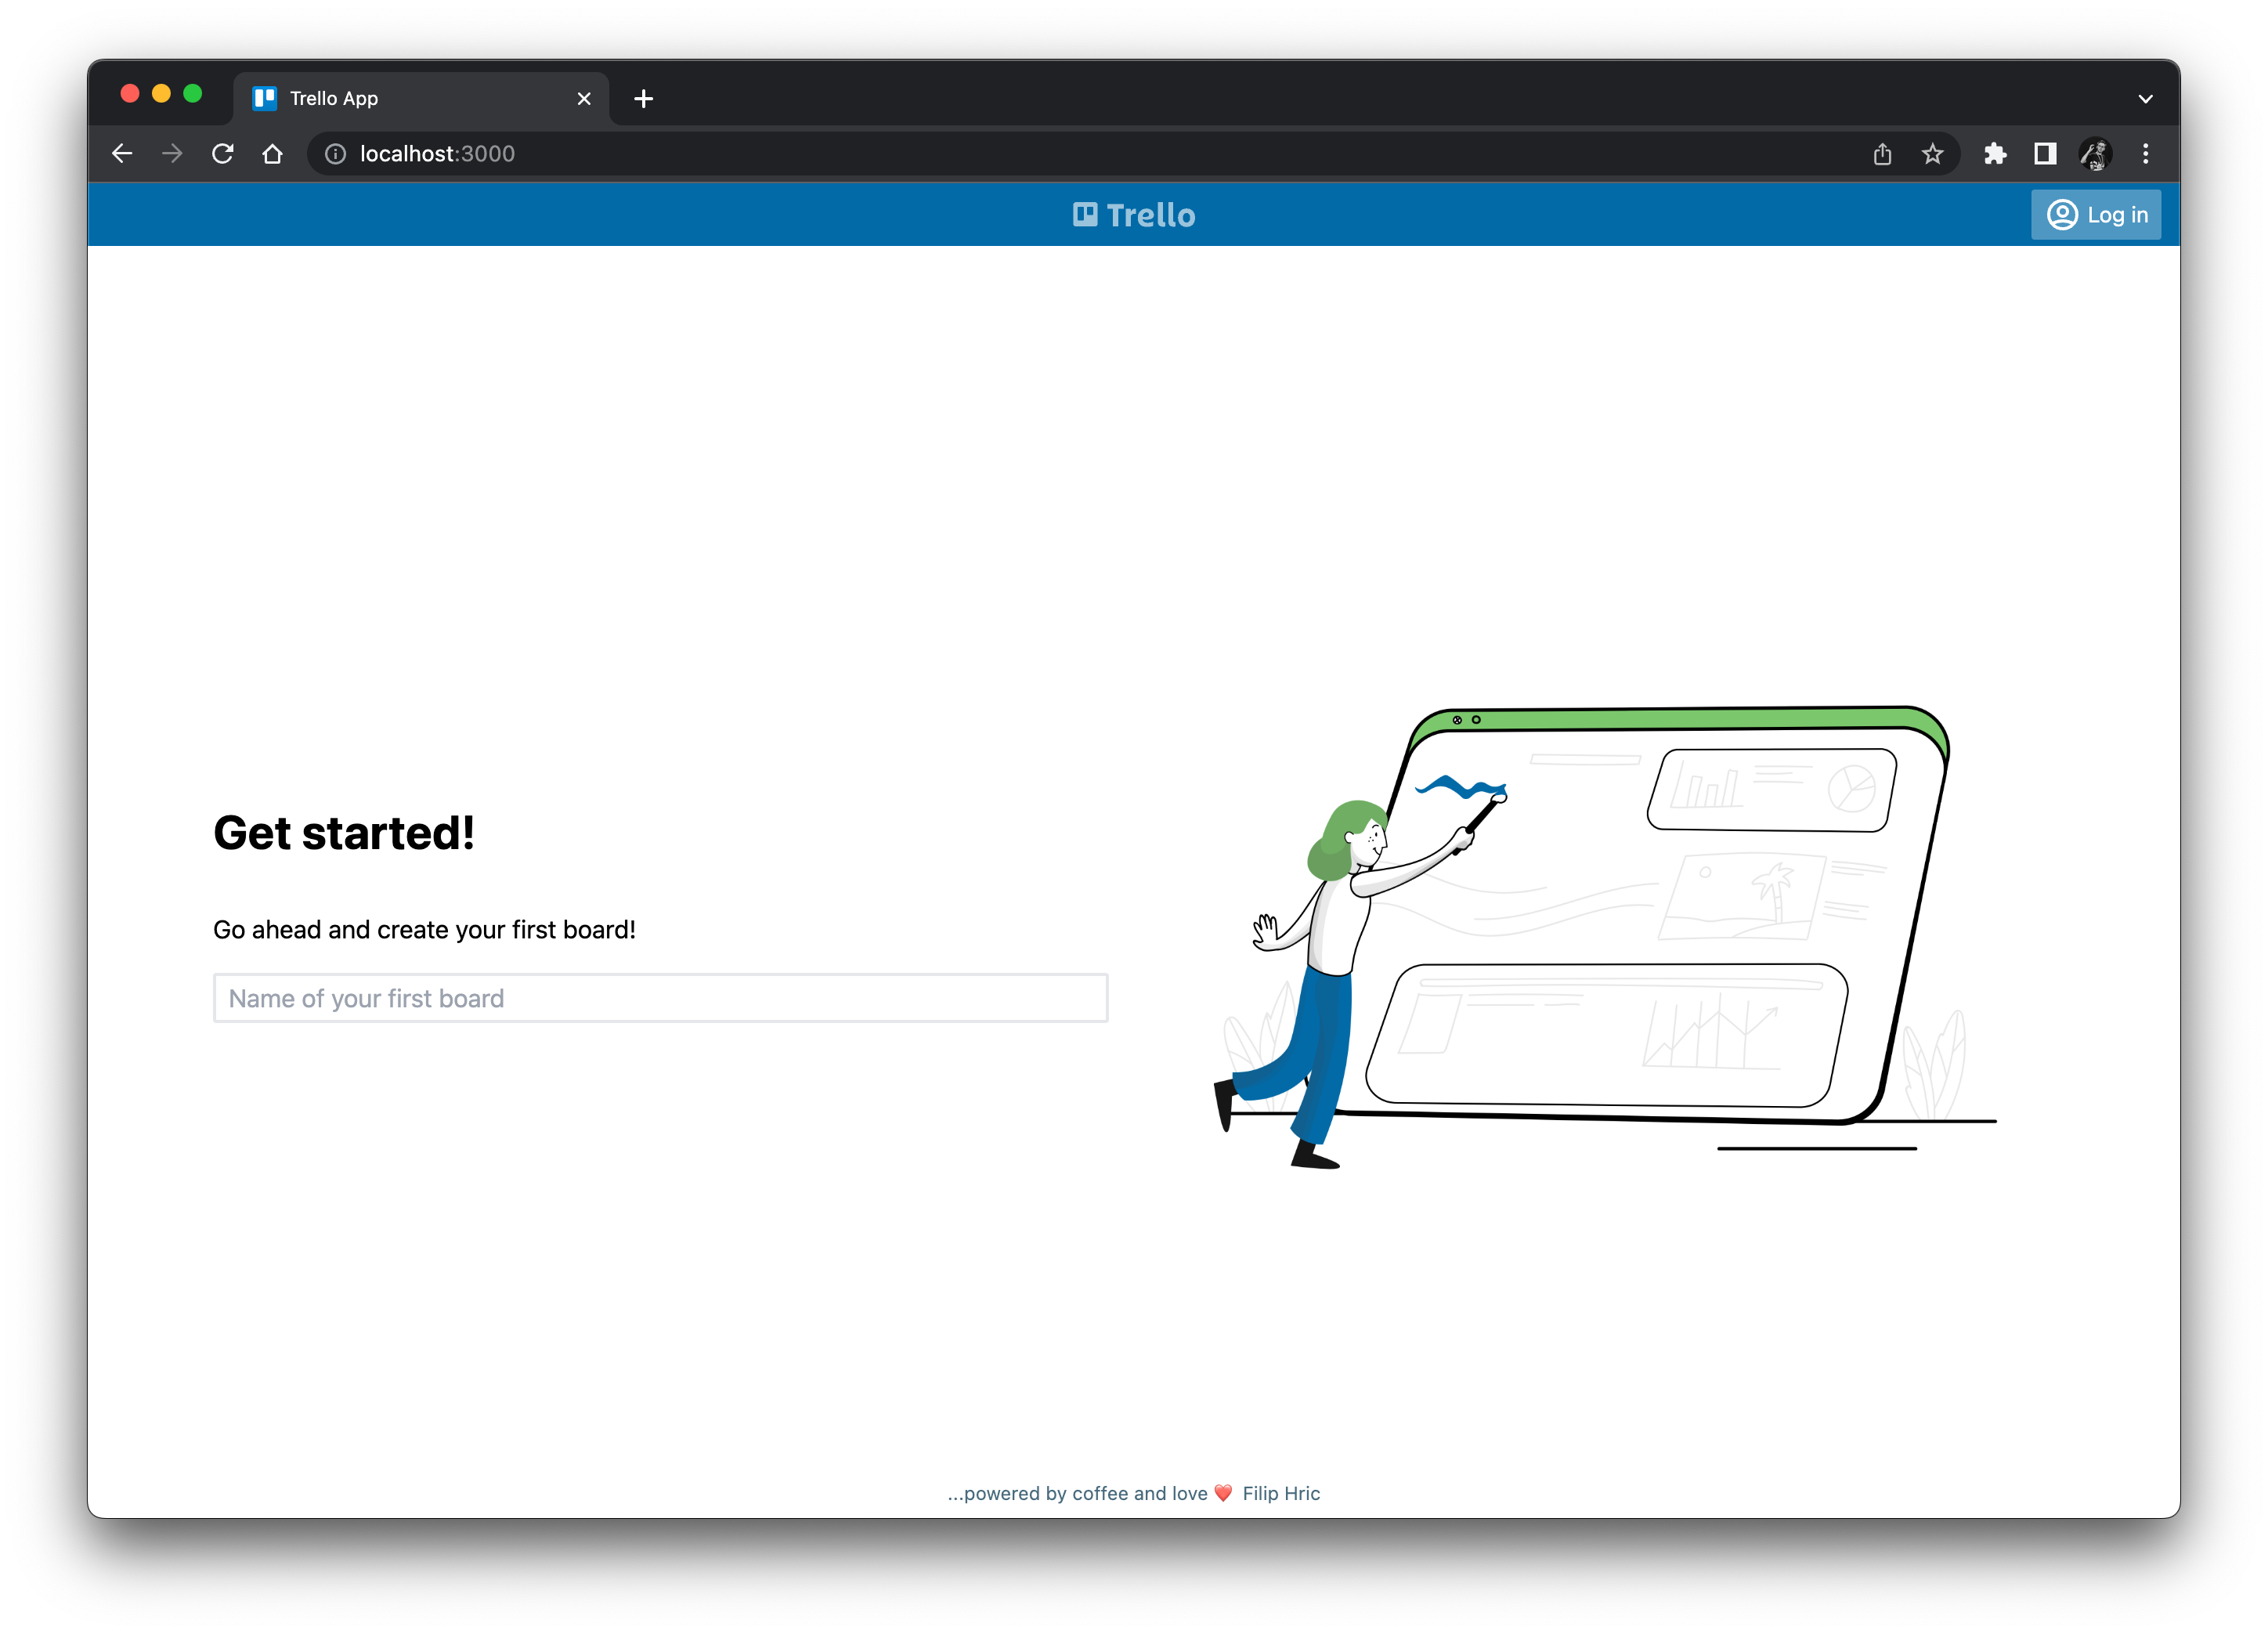 Trello App
localhost:3000
Trello
Log in
Get started!
Go ahead and create your first board!
Name of your first board
...powered by coffee and love ❤️ Filip Hric